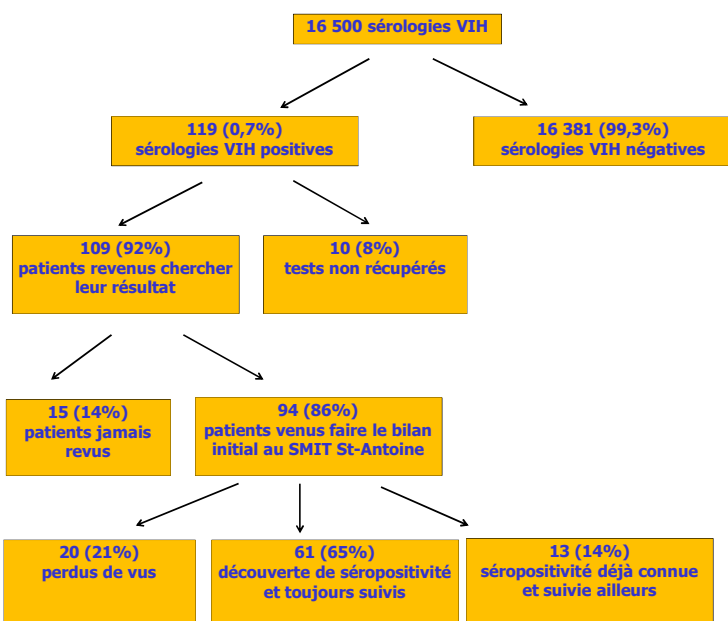 16 500 sérologies VIH
119 (0,7%)
sérologies VIH positives
16 381 (99,3%)
sérologies VIH négatives
109 (92%)
patients revenus chercher
leur résultat
10 (8%)
tests non récupérés
15 (14%)
patients jamais
revus
94 (86%)
patients venus faire le bilan
initial au SMIT St-Antoine
20 (21%)
perdus de vus
61 (65%)
découverte de séropositivité
et toujours suivis
13 (14%)
séropositivité déjà connue
et suivie ailleurs